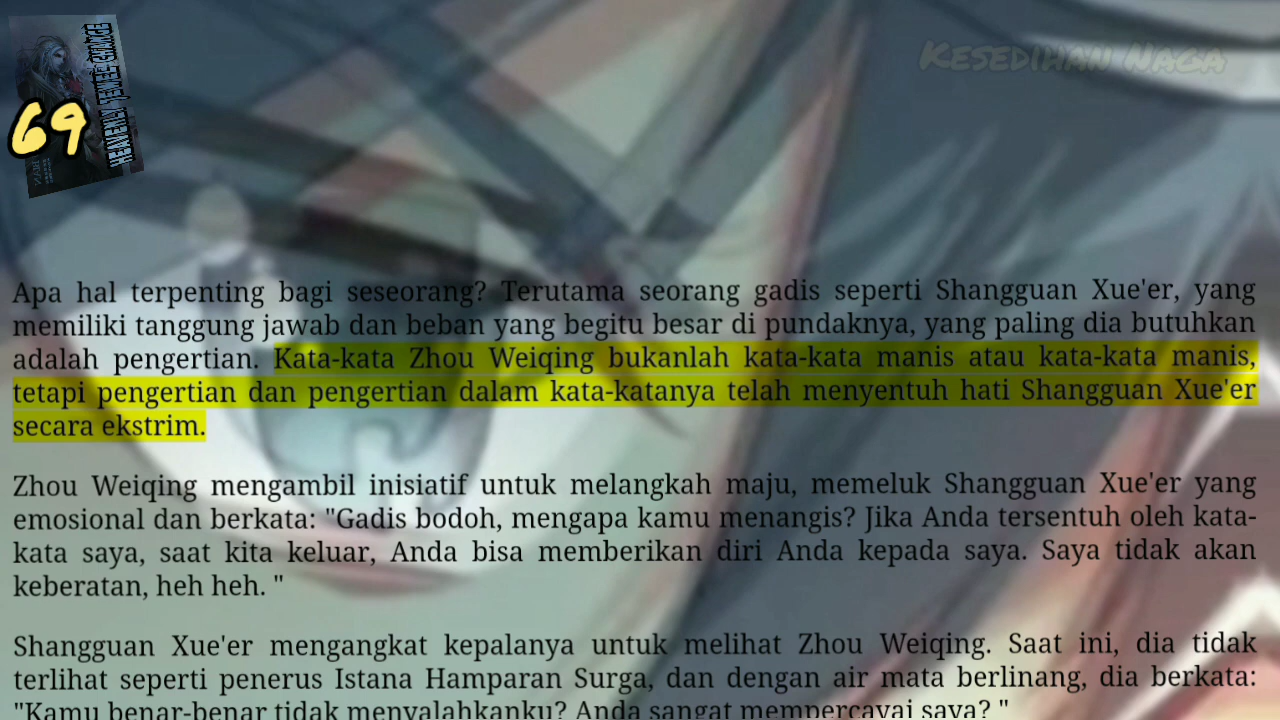 Kesedihan Naga
HEAVENLY JEWEL CHANGE
69
Apa hal terpenting bagi seseorang? Terutama seorang gadis seperti Shangguan Xue'er, yang
memiliki tanggung jawab dan beban yang begitu besar di pundaknya, yang paling dia butuhkan
adalah pengertian. Kata-kata Zhou Weiqing bukanlah kata-kata manis atau kata-kata manis,
tetapi pengertian dan pengertian dalam kata-katanya telah menyentuh hati Shangguan Xue'er
secara ekstrim.
Zhou Weiqing mengambil inisiatif untuk melangkah maju, memeluk Shangguan Xue'er yang
emosional dan berkata: "Gadis bodoh, mengapa kamu menangis? Jika Anda tersentuh oleh kata-
kata saya, saat kita keluar, Anda bisa memberikan diri Anda kepada saya. Saya tidak akan
keberatan, heh heh. "
Shangguan Xue'er mengangkat kepalanya untuk melihat Zhou Weiqing. Saat ini, dia tidak
terlihat seperti penerus Istana Hamparan Surga, dan dengan air mata berlinang, dia berkata:
"Kamu benar-benar tidak menyalahkanku? Anda sangat mempercayai saya? "